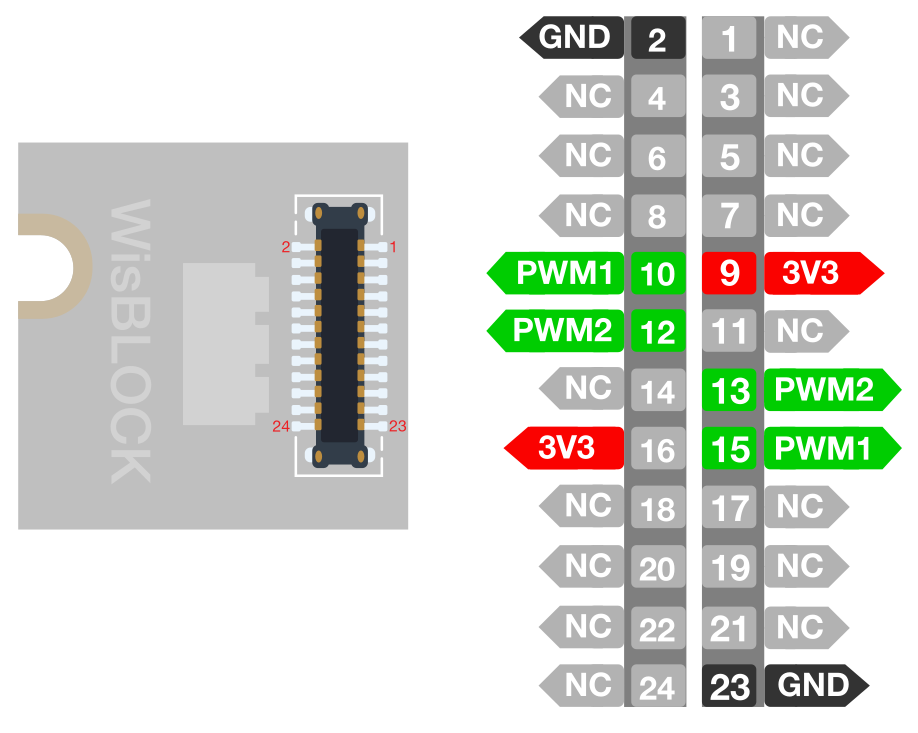 WisBLOCK
2 1
24 23
GND 2 1 NC
NC 4 3 NC
NC 6 5 NC
NC 8 7 NC
PWM1 10 9 3V3
PWM2 12 11 NC
NC 14 13 PWM2
3V3 16 15 PWM1
NC 18 17 NC
NC 20 19 NC
NC 22 21 NC
NC 24 23 GND